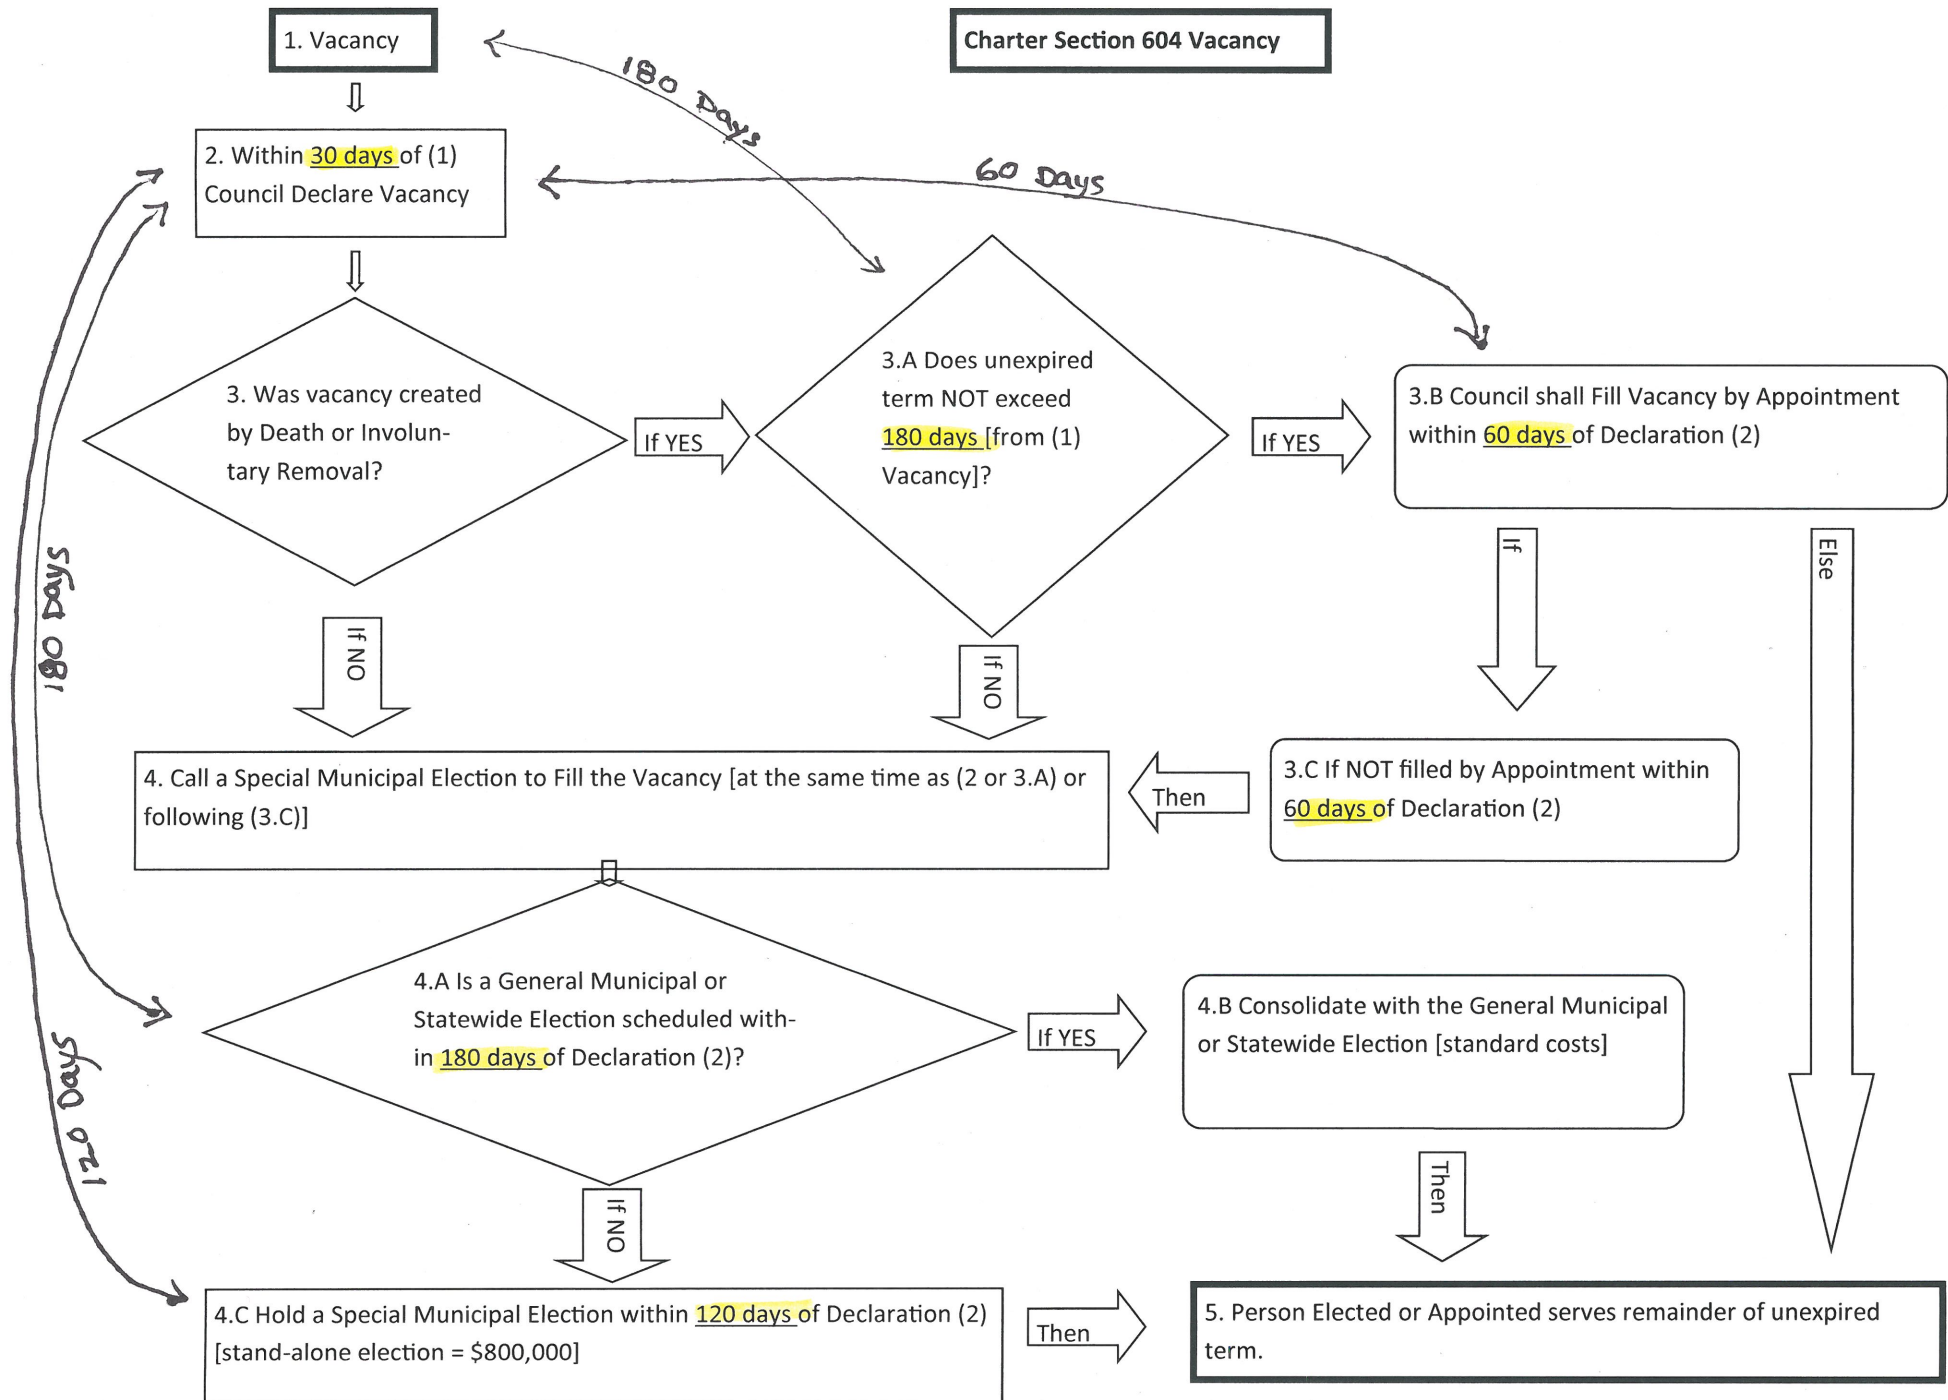 1. Vacancy
Charter Section 604 Vacancy
180 Days
2. Within 30 days of (1)
Council Declare Vacancy
60 Days
3. Was vacancy created
by Death or Involun-
tary Removal?
If YES
3.A Does unexpired
term NOT exceed
180 days [from (1)
Vacancy]?
If YES
3.B Council shall Fill Vacancy by Appointment
within 60 days of Declaration (2)
If
Else
180 Days
If NO
If NO
4. Call a Special Municipal Election to Fill the Vacancy [at the same time as (2 or 3.A) or
following (3.C)]
Then
3.C If NOT filled by Appointment within
60 days of Declaration (2)
4.A Is a General Municipal or
Statewide Election scheduled with-
in 180 days of Declaration (2)?
If YES
4.B Consolidate with the General Municipal
or Statewide Election [standard costs]
120 Days
If NO
Then
4.C Hold a Special Municipal Election within 120 days of Declaration (2)
[stand-alone election = $800,000]
Then
5. Person Elected or Appointed serves remainder of unexpired
term.